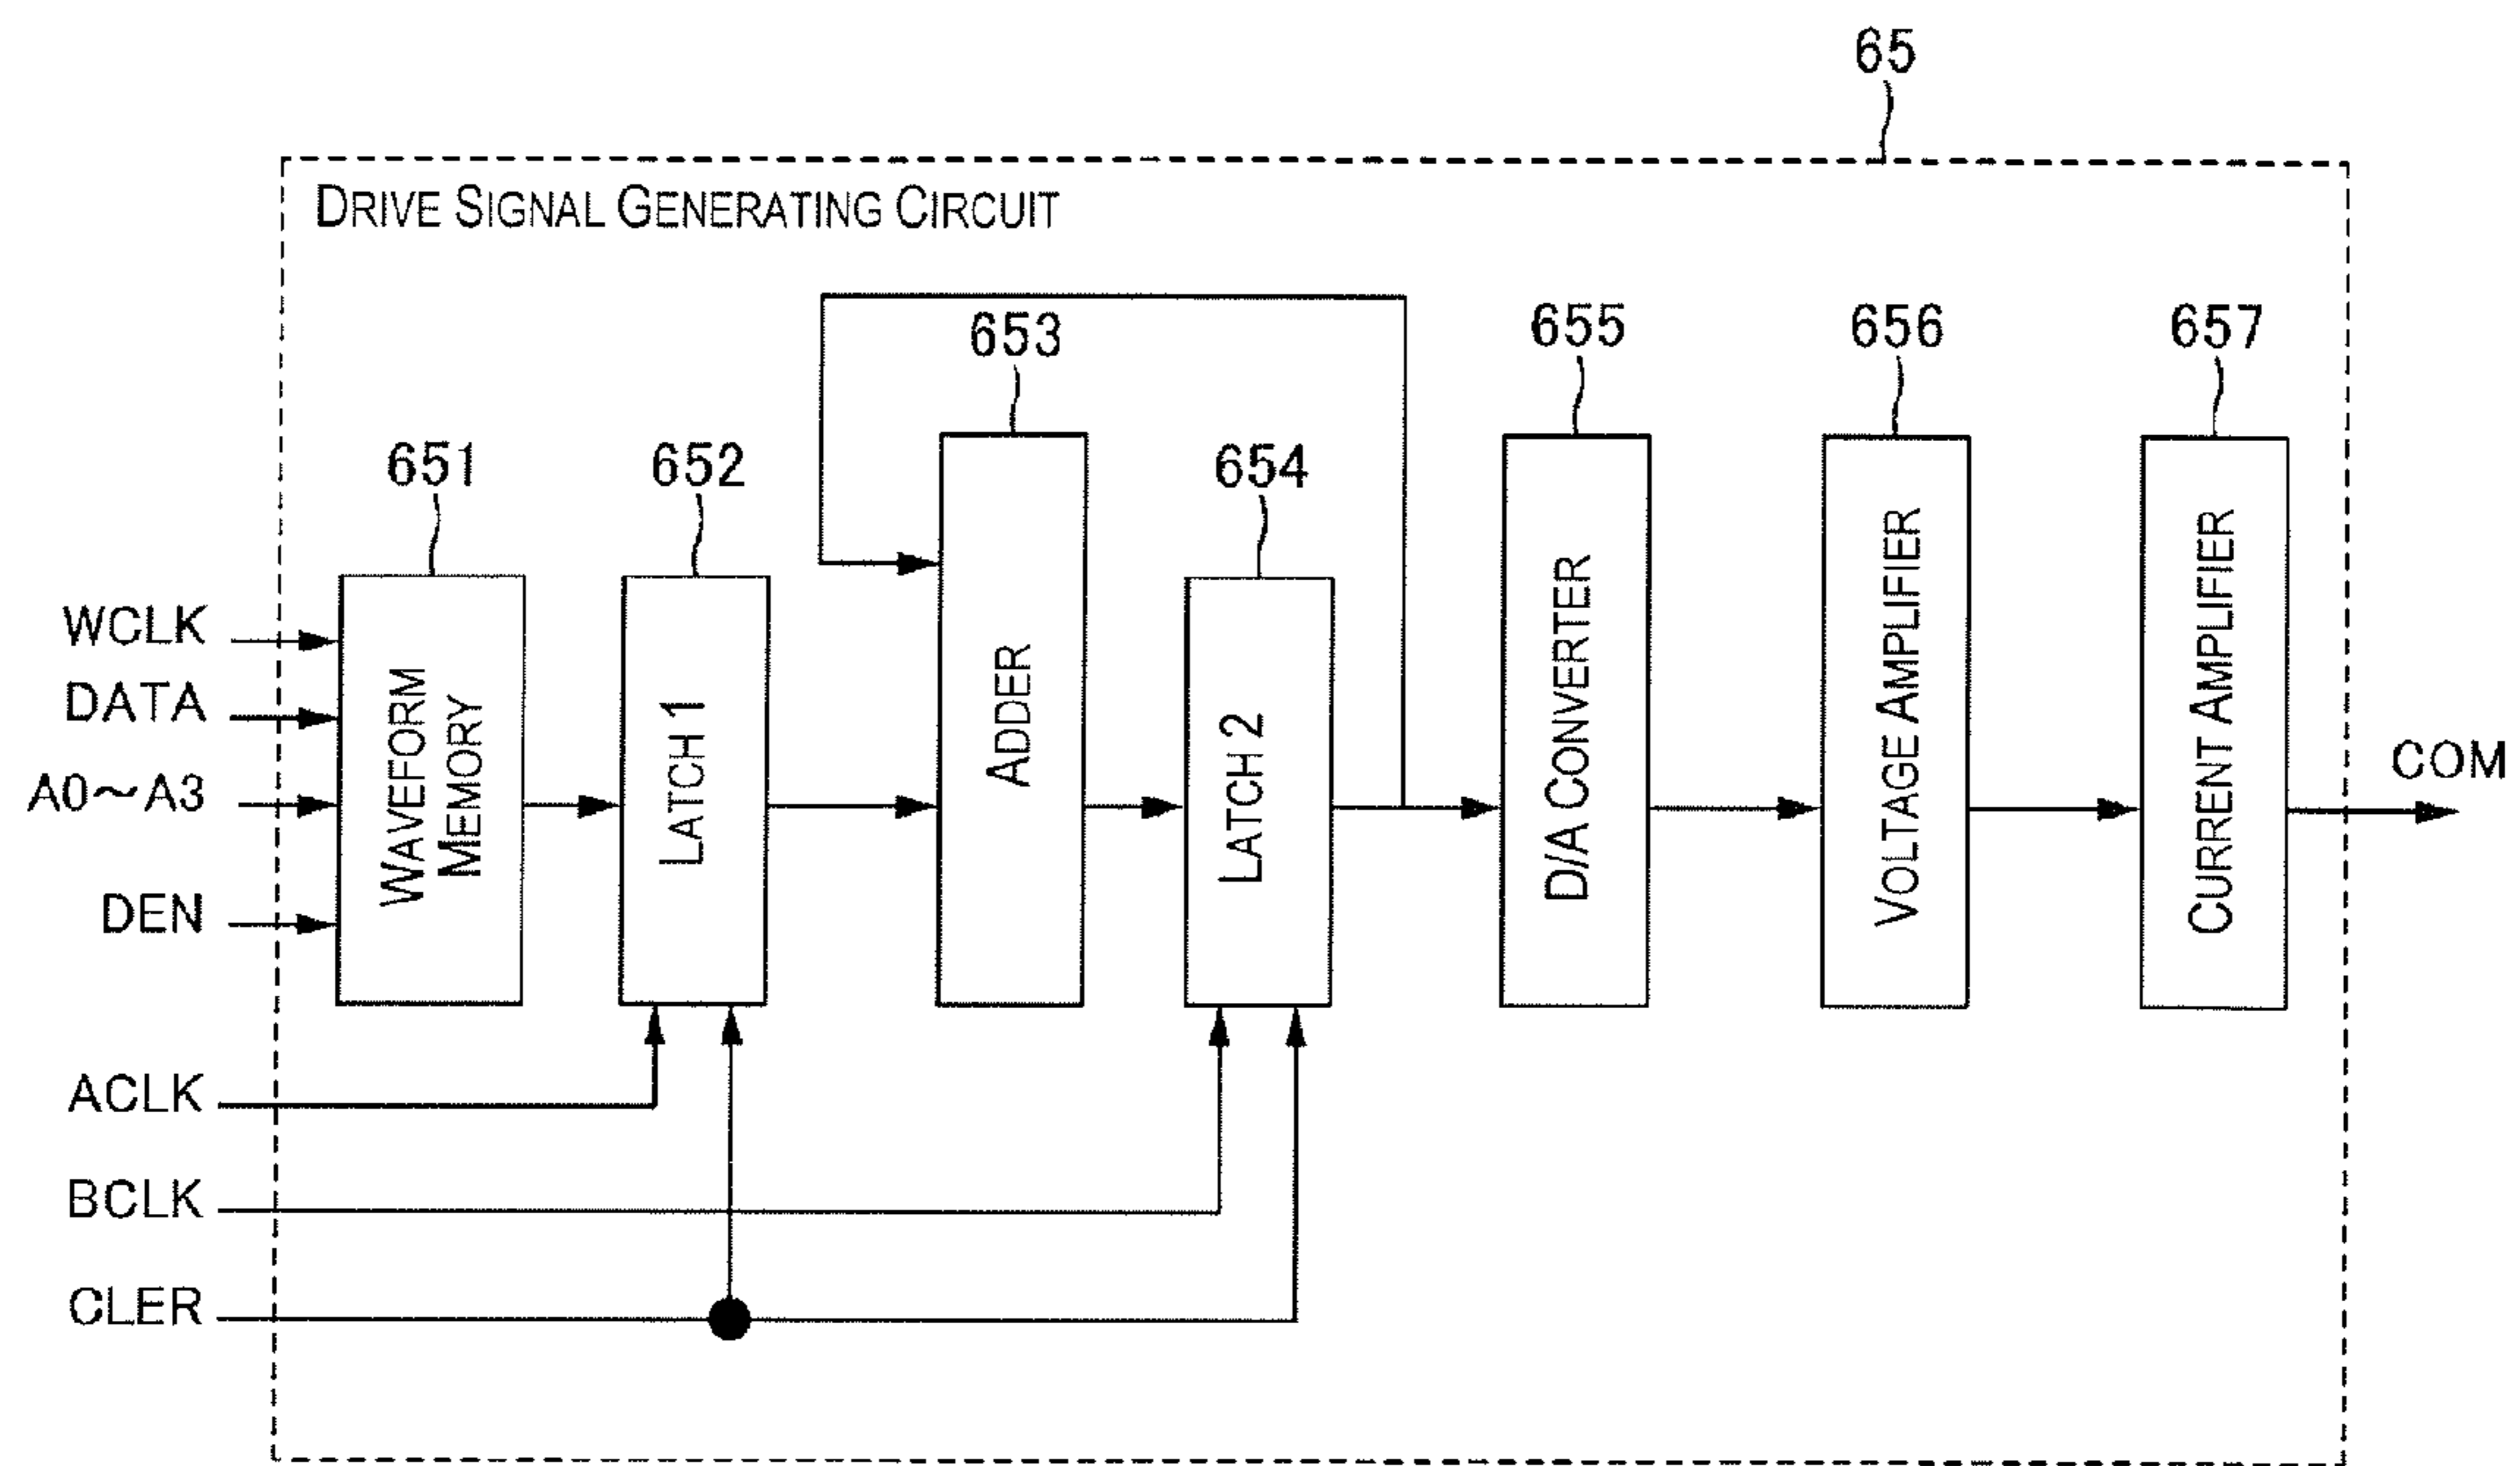 65
DRIVE SIGNAL GENERATING CIRCUIT
653
655
656
657
651
652
654
WCLK
DATA
A0~A3
DEN
WAVEFORM
MEMORY
LATCH 1
ADDER
LATCH 2
D/A CONVERTER
VOLTAGE AMPLIFIER
CURRENT AMPLIFIER
COM
ACLK
BCLK
CLER